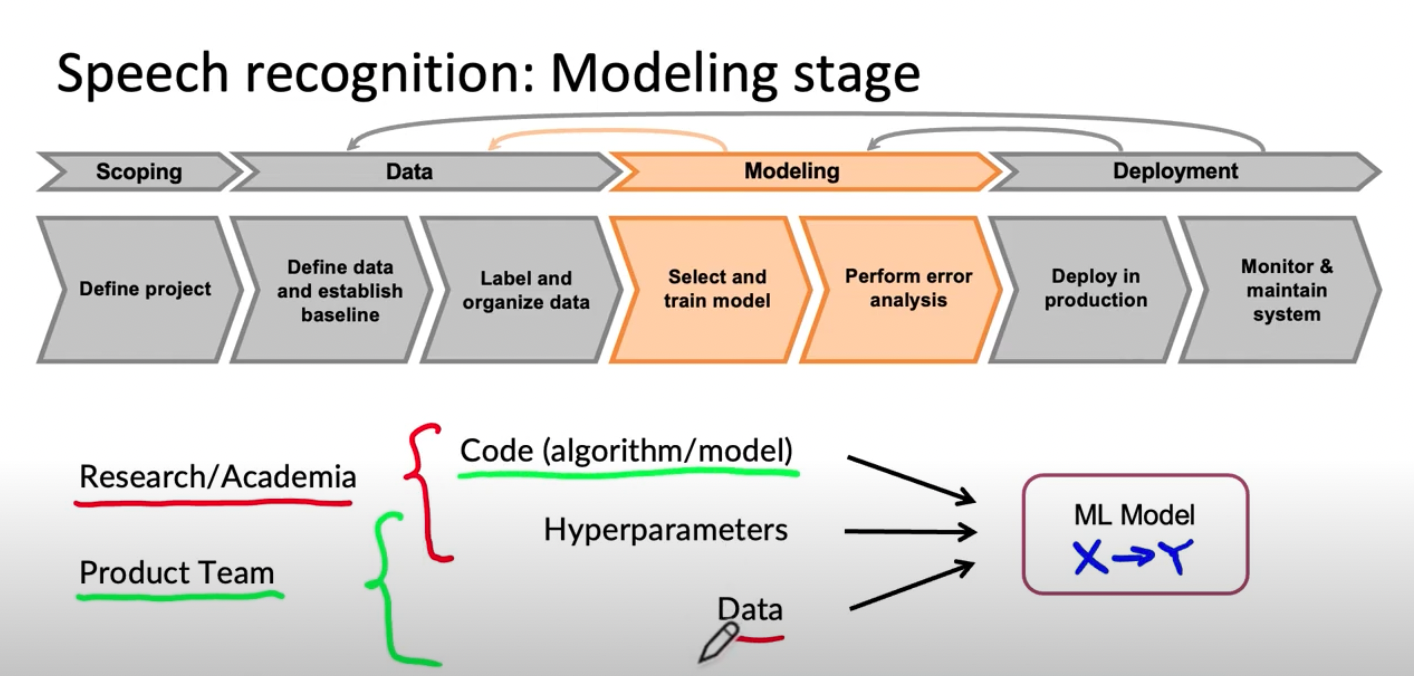 Speech recognition: Modeling stage
Scoping
Data
Modeling
Deployment
Define project
Define data
and establish
baseline
Label and
organize data
Select and
train model
Perform error
analysis
Deploy in
production
Monitor &
maintain
system
Research/Academia
Product Team
Code (algorithm/model)
Hyperparameters
Data
ML Model
X→Y